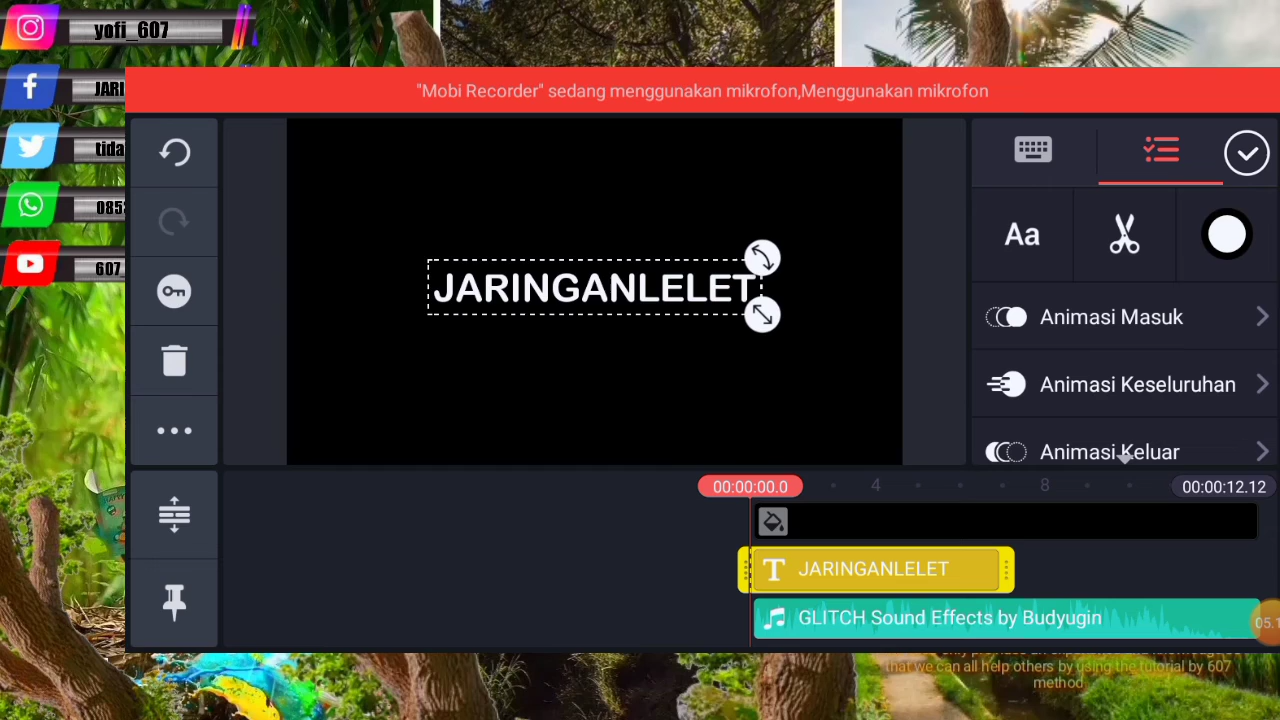 yofi_607
JARI
tida
085
607
"Mobi Recorder" sedang menggunakan mikrofon,Menggunakan mikrofon
JARINGANLELET
Aa
Animasi Masuk
Animasi Keseluruhan
Animasi Keluar
00:00:00.0
4
8
00:00:12.12
T JARINGANLELET
GLITCH Sound Effects by Budyugin
05.1
that we can all help others by using the tutorial by 607
method